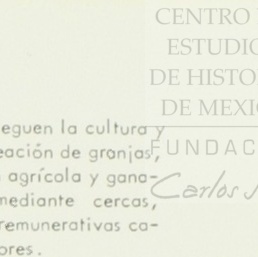 CENTRO
ESTUDIO
DE HISTO
DE MEXI
FUNDAC
Carlos
eguen la cultura y
eación de granjas,
agrícola y gana-
mediante cercas,
remunerativas ca-
ores.